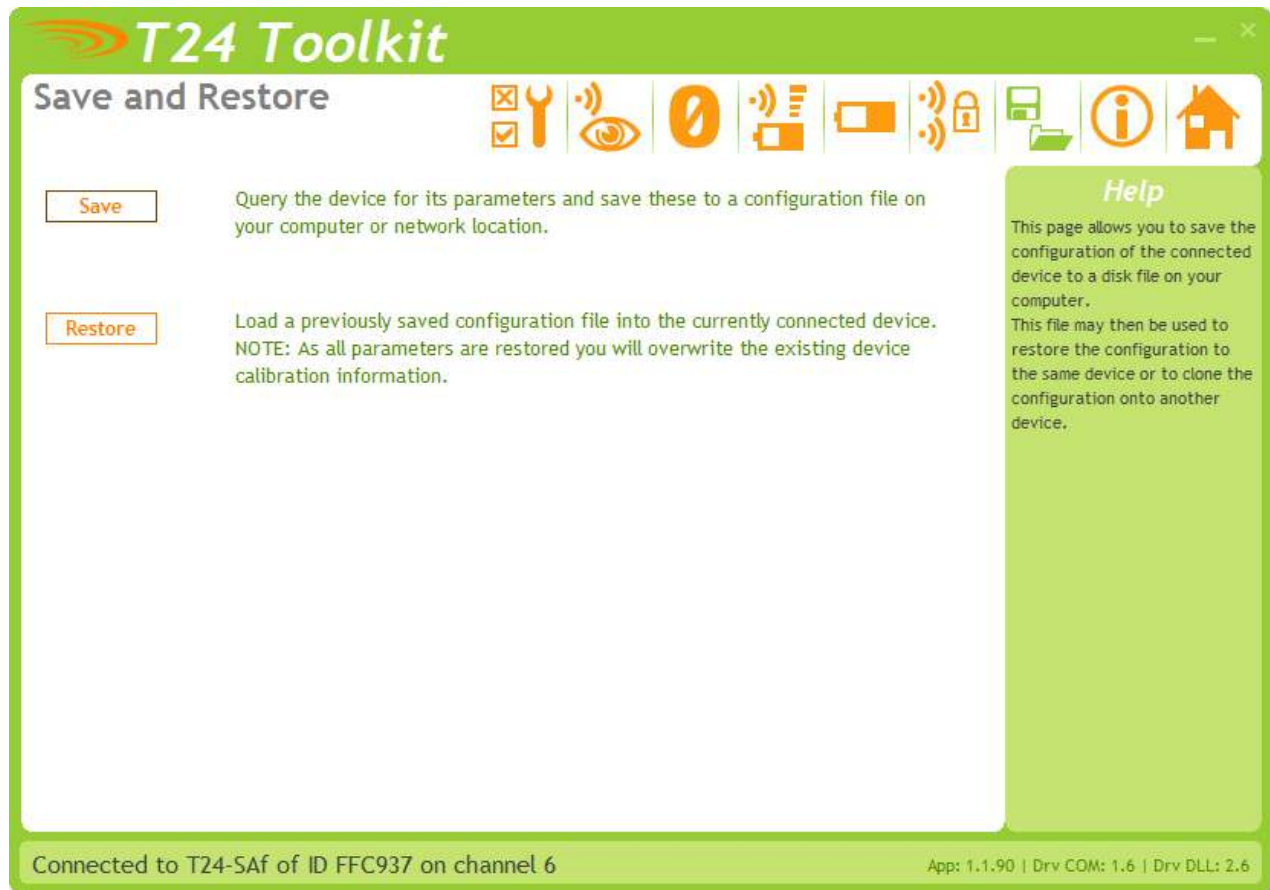 T24 Toolkit
Save and Restore
0
Save
Query the device for its parameters and save these to a configuration file on
your computer or network location.
Restore
Load a previously saved configuration file into the currently connected device.
NOTE: As all parameters are restored you will overwrite the existing device
calibration information.
Help
This page allows you to save the
configuration of the connected
device to a disk file on your
computer.
This file may then be used to
restore the configuration to
the same device or to clone the
configuration onto another
device.
Connected to T24-SAf of ID FFC937 on channel 6
App: 1.1.90 | Drv COM: 1.6 | Drv DLL: 2.6